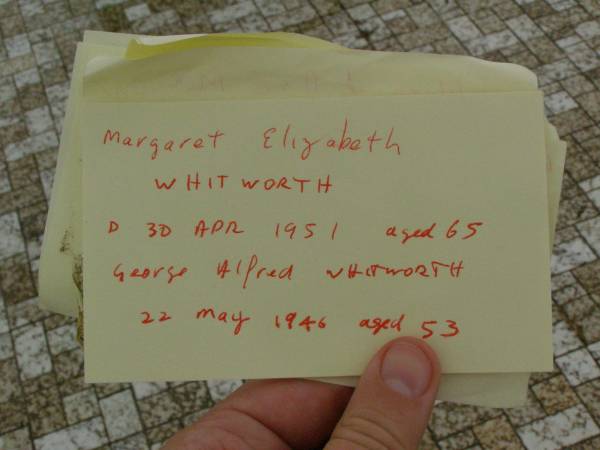 Margaret Elizabeth
WHITWORTH
D 30 APR 1951 aged 65
George Alfred WHITWORTH
22 May 1946 aged 53